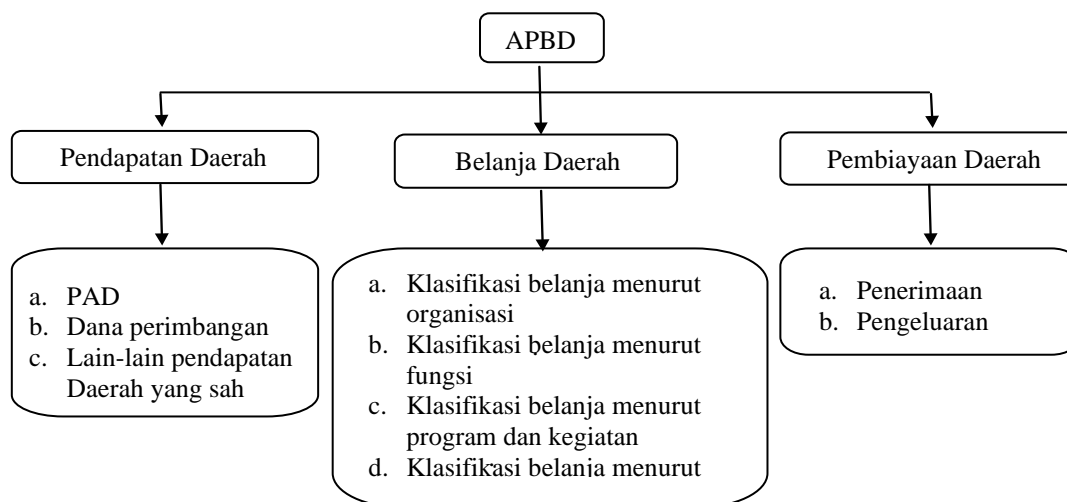 APBD
Pendapatan Daerah
Belanja Daerah
Pembiayaan Daerah
a. PAD
b. Dana perimbangan
c. Lain-lain pendapatan
Daerah yang sah
a. Klasifikasi belanja menurut
organisasi
b. Klasifikasi belanja menurut
fungsi
c. Klasifikasi belanja menurut
program dan kegiatan
d. Klasifikasi belanja menurut
a. Penerimaan
b. Pengeluaran